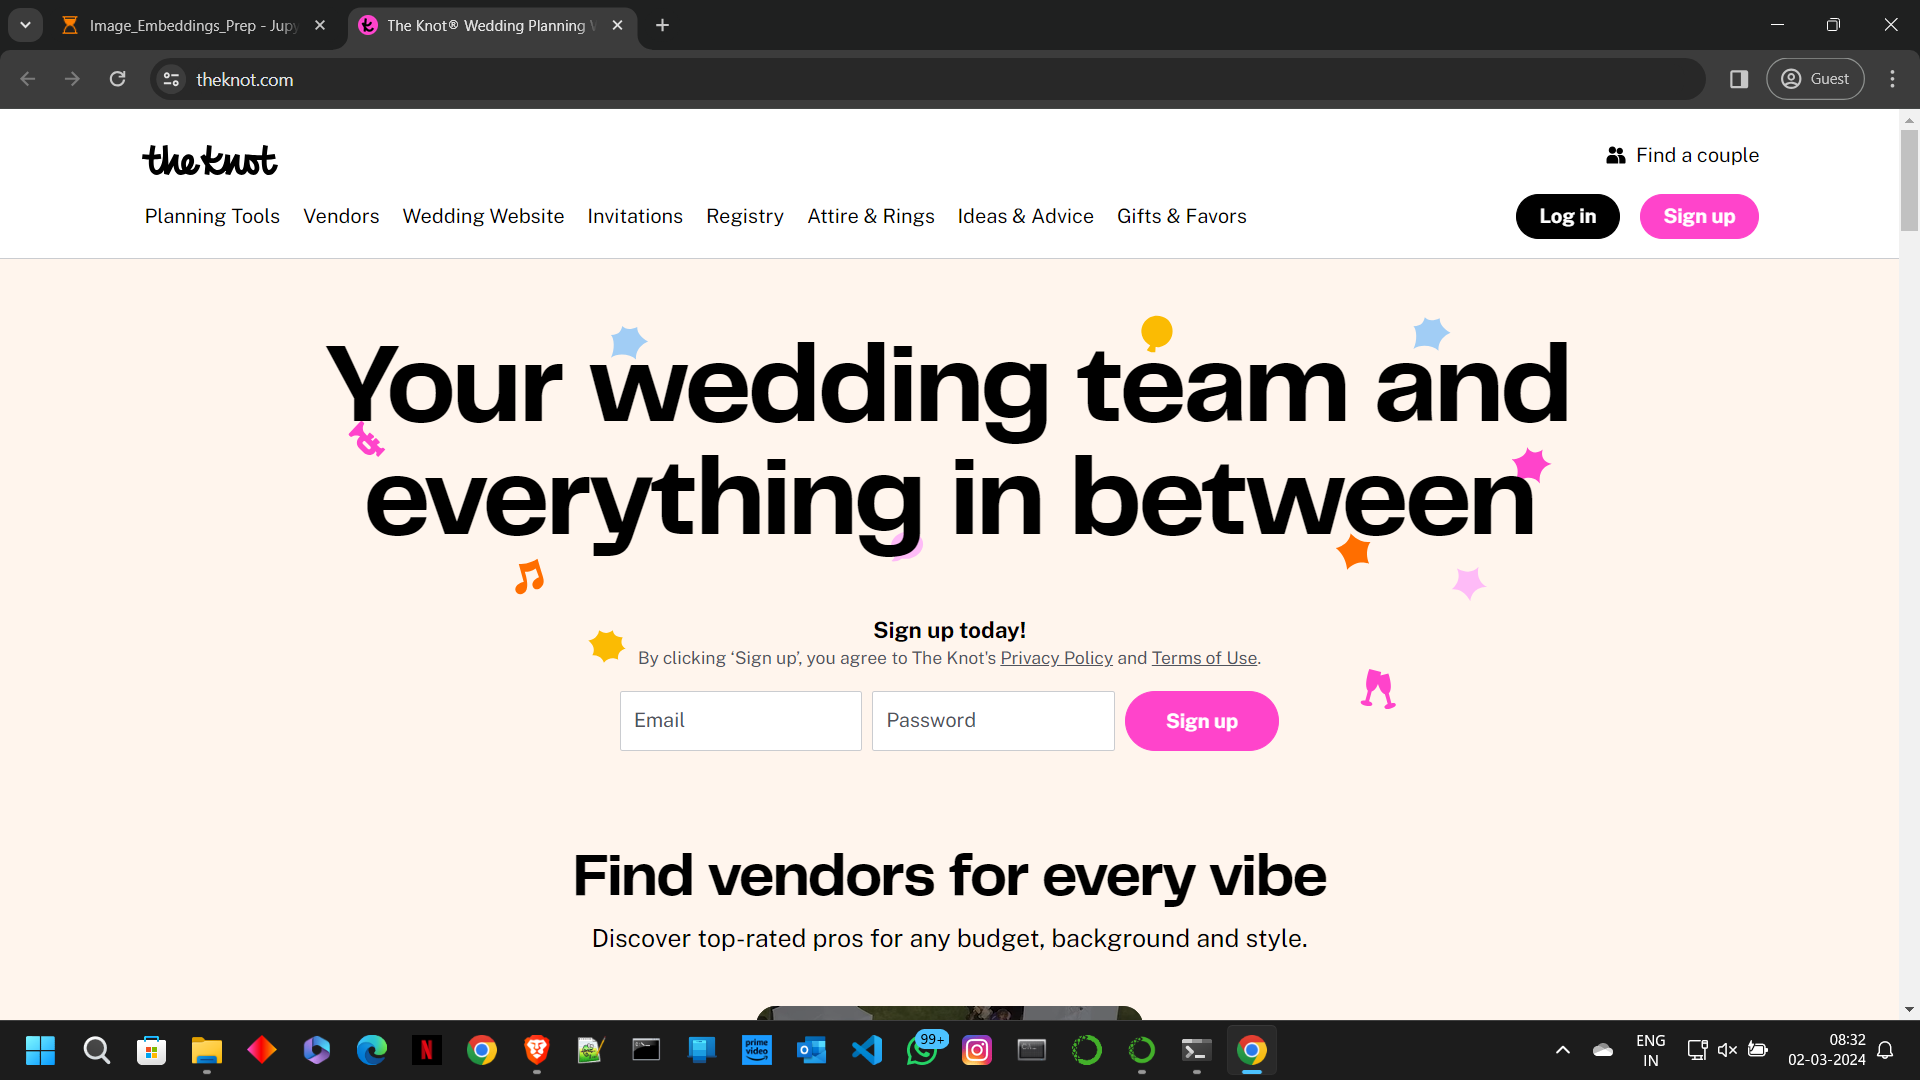 Image_Embeddings_Prep - Jupy
The Knot® Wedding Planning W
theknot.com
Guest
the knot
Find a couple
Planning Tools Vendors Wedding Website Invitations Registry Attire & Rings Ideas & Advice Gifts & Favors
Log in Sign up
Your wedding team and
everything in between
Sign up today!
By clicking ‘Sign up’, you agree to The Knot's Privacy Policy and Terms of Use.
Email Password Sign up
Find vendors for every vibe
Discover top-rated pros for any budget, background and style.
prime video
99+
ENG
IN
08:32
02-03-2024